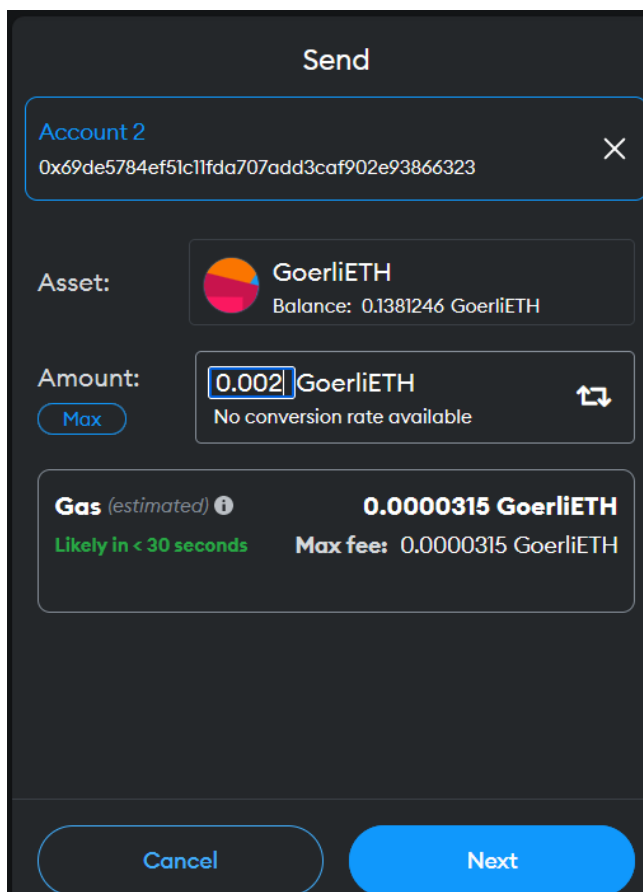 Send
Account 2
0x69de5784ef51c11fda707add3caf902e93866323
Asset:
GoerliETH
Balance: 0.1381246 GoerliETH
Amount:
Max
0.002 GoerliETH
No conversion rate available
Gas (estimated)
0.0000315 GoerliETH
Likely in < 30 seconds
Max fee: 0.0000315 GoerliETH
Cancel
Next